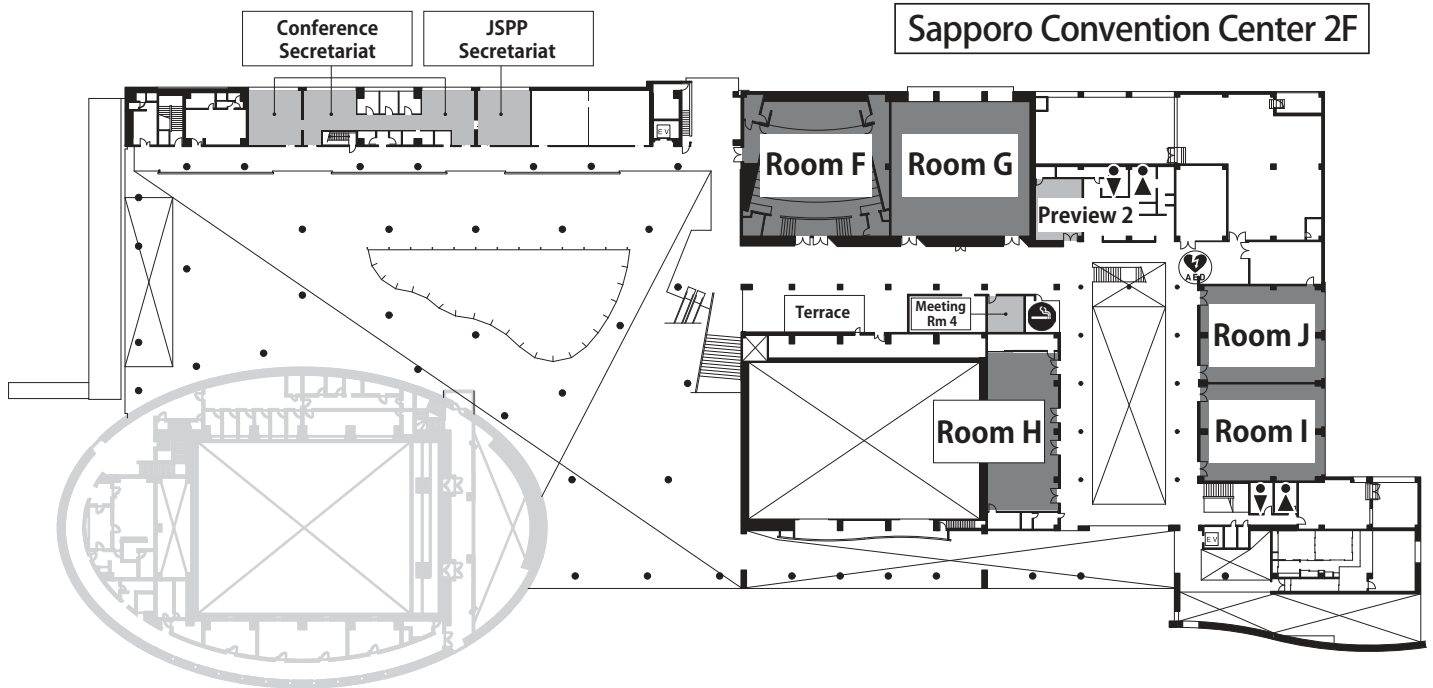 Sapporo Convention Center 2F
Conference
Secretariat
JSPP
Secretariat
EV
Room F
Room G
Preview 2
AED
Terrace
Meeting
Rm 4
Room J
Room H
Room I
EV